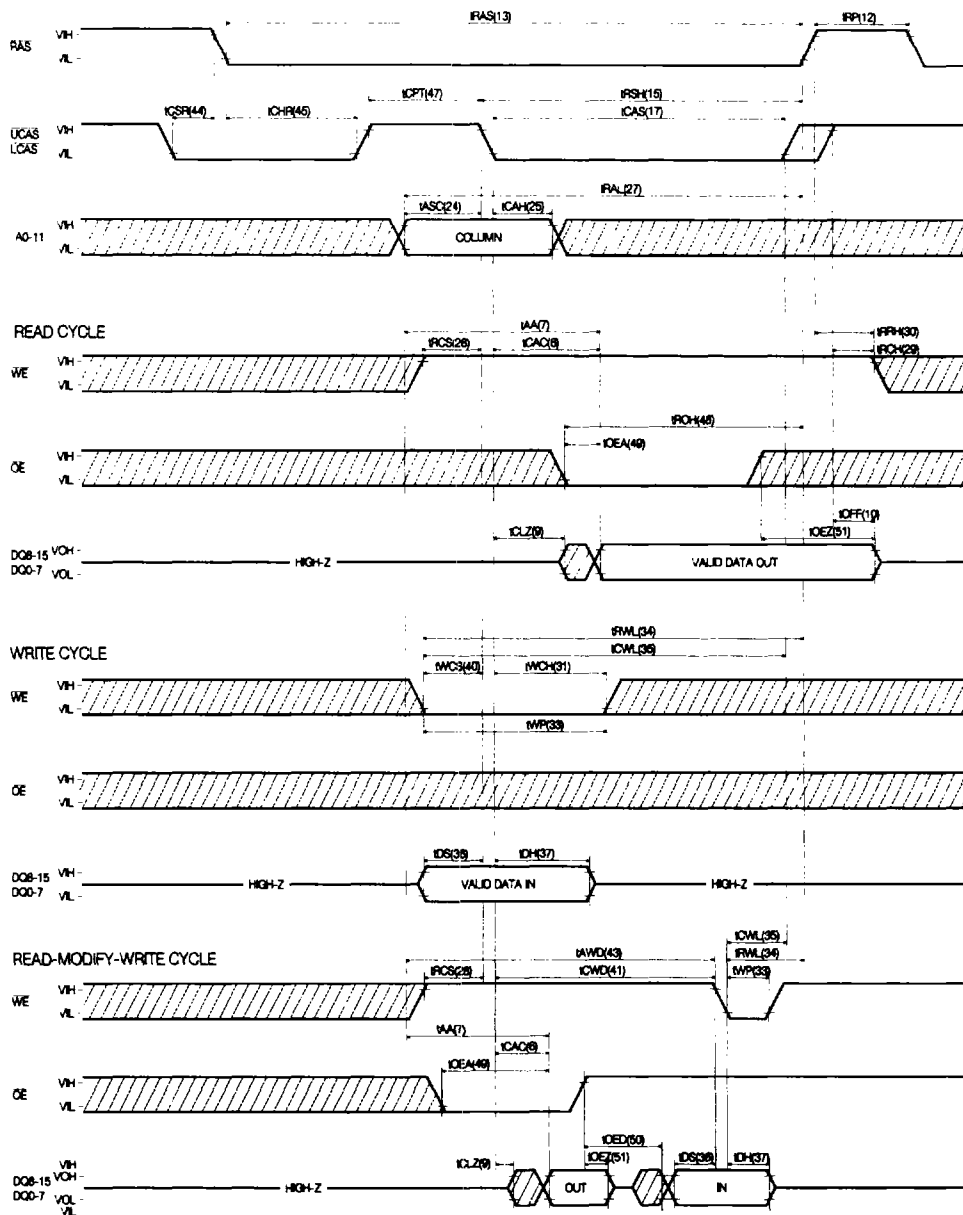 tRAS(13) tRP(12)
RAS VIH
VIL
tCPT(47) tRSH(15)
tCSR(44) tCHR(45) tCAS(17)
UCAS VIH
LCAS VIL
tRAL(27)
tASC(24) tCAH(25)
A0-11 VIH
VIL
COLUMN
READ CYCLE
tAA(7) tRRH(30)
tRCS(28) tCAC(6) tRCH(29)
WE VIH
VIL
tROH(48)
tOEA(49)
OE VIH
VIL
tOFF(10)
tCLZ(9) tOEZ(51)
DQ8-15 VOH
DQ0-7 VOL
HIGH-Z VALID DATA OUT
tRWL(34)
WRITE CYCLE
tCWL(35)
tWCS(40) tWCH(31)
WE VIH
VIL
tWP(33)
OE VIH
VIL
tDS(36) tDH(37)
DQ8-15 VIH
DQ0-7 VIL
HIGH-Z VALID DATA IN HIGH-Z
tCWL(35)
READ-MODIFY-WRITE CYCLE
tAWD(43) tRWL(34)
tRCS(28) tCWD(41) tWP(33)
WE VIH
VIL
tAA(7)
tCAC(6)
tOEA(49)
OE VIH
VIL
tOED(50)
tCLZ(9) tOEZ(51) tDS(36) tDH(37)
VIH
DQ8-15 VOH
DQ0-7 VOL
VIL
HIGH-Z OUT IN